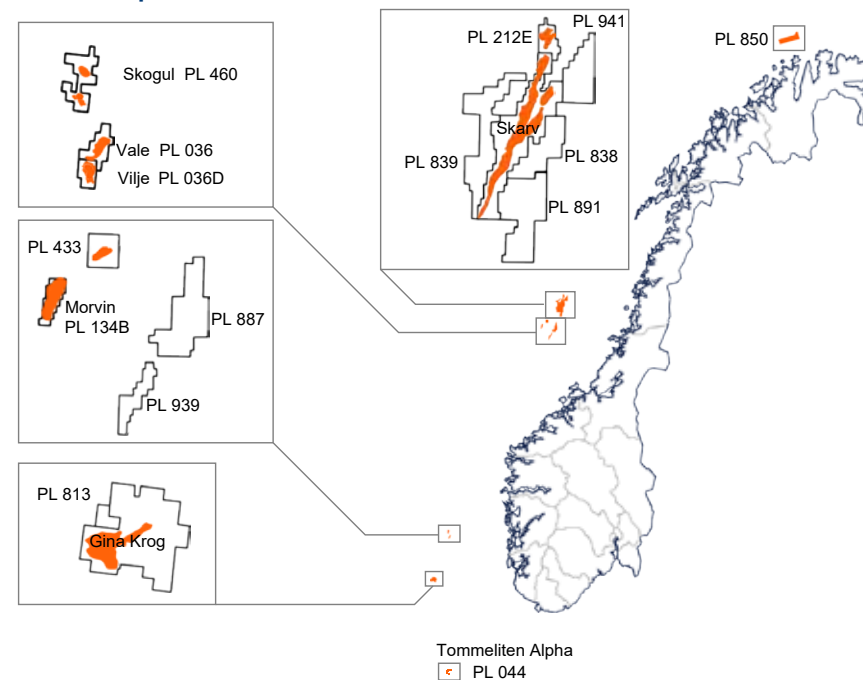 PL 941
PL 212E
PL 850
Skogul PL 460
Skarv
Vale PL 036
PL 839
PL 838
Vilje PL 036D
PL 891
PL 433
Morvin
PL 134B
PL 887
PL 939
PL 813
Gina Krog
Tommeliten Alpha
PL 044